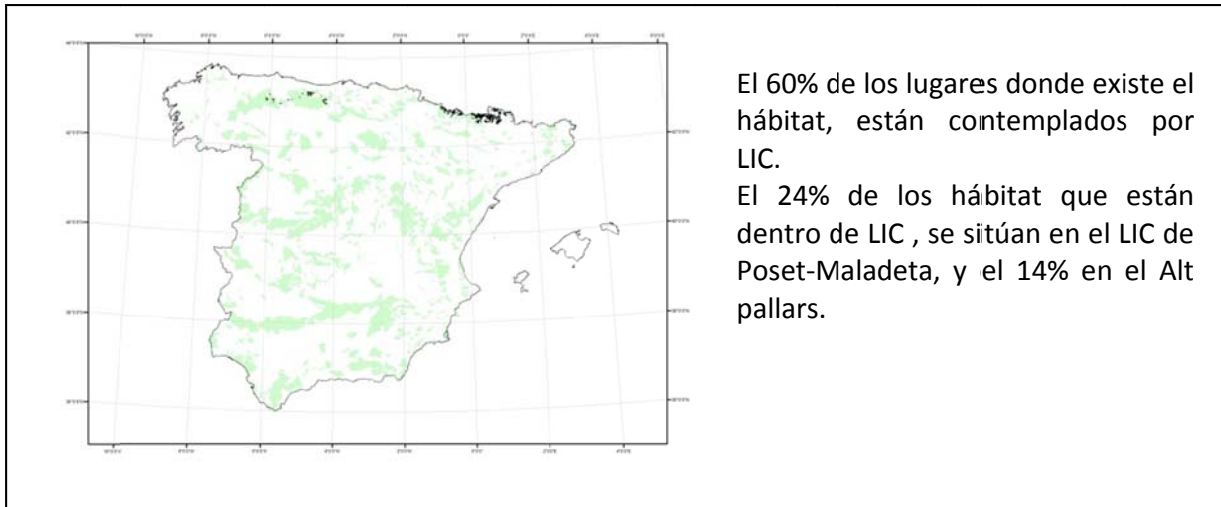 El 60% de los lugares donde existe el
hábitat, están contemplados por
LIC.
El 24% de los hábitat que están
dentro de LIC , se sitúan en el LIC de
Poset-Maladeta, y el 14% en el Alt
pallars.